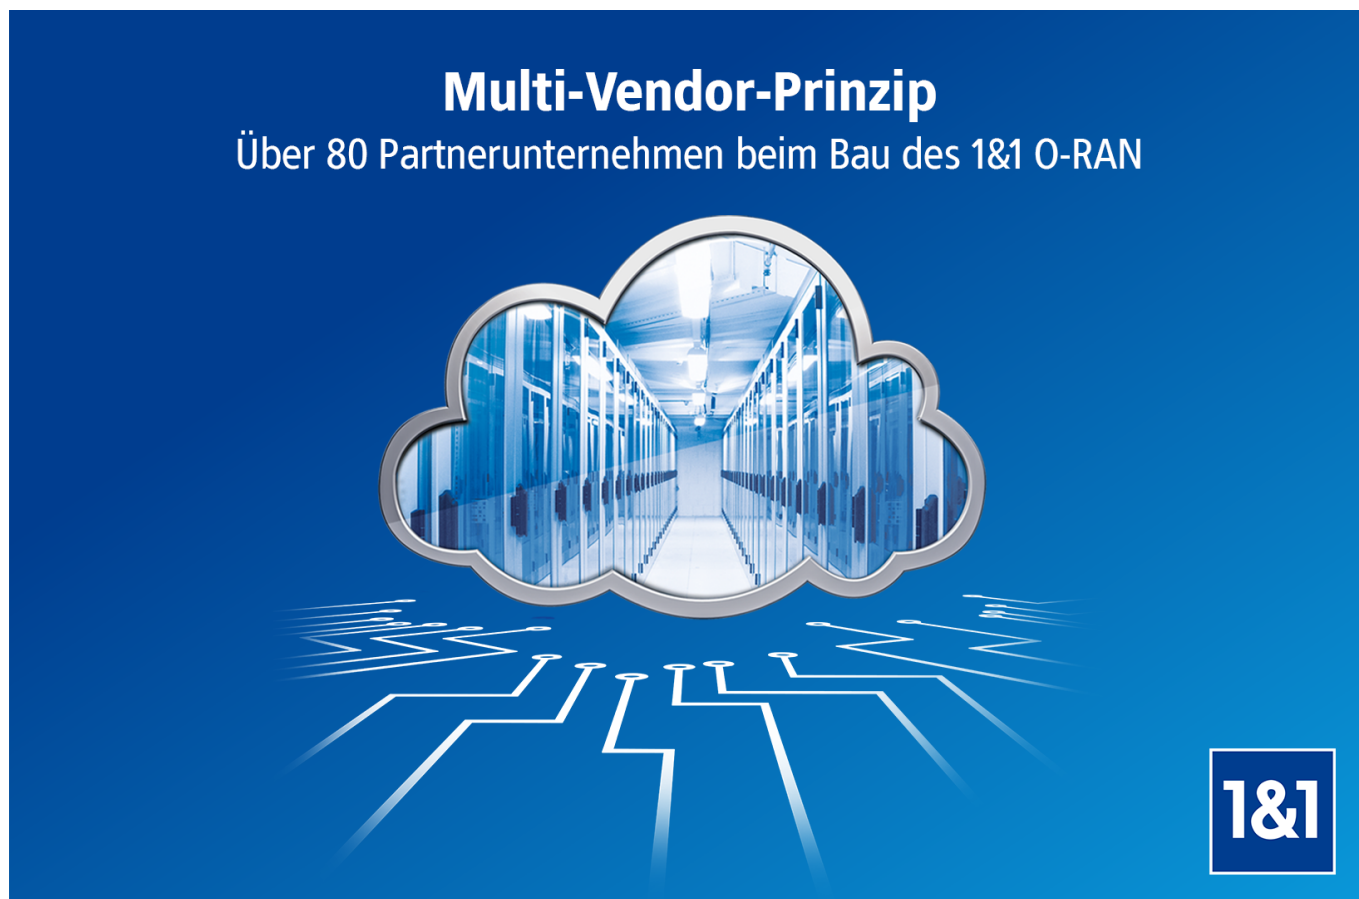 Multi-Vendor-Prinzip
Über 80 Partnerunternehmen beim Bau des 1&1 O-RAN
1&1